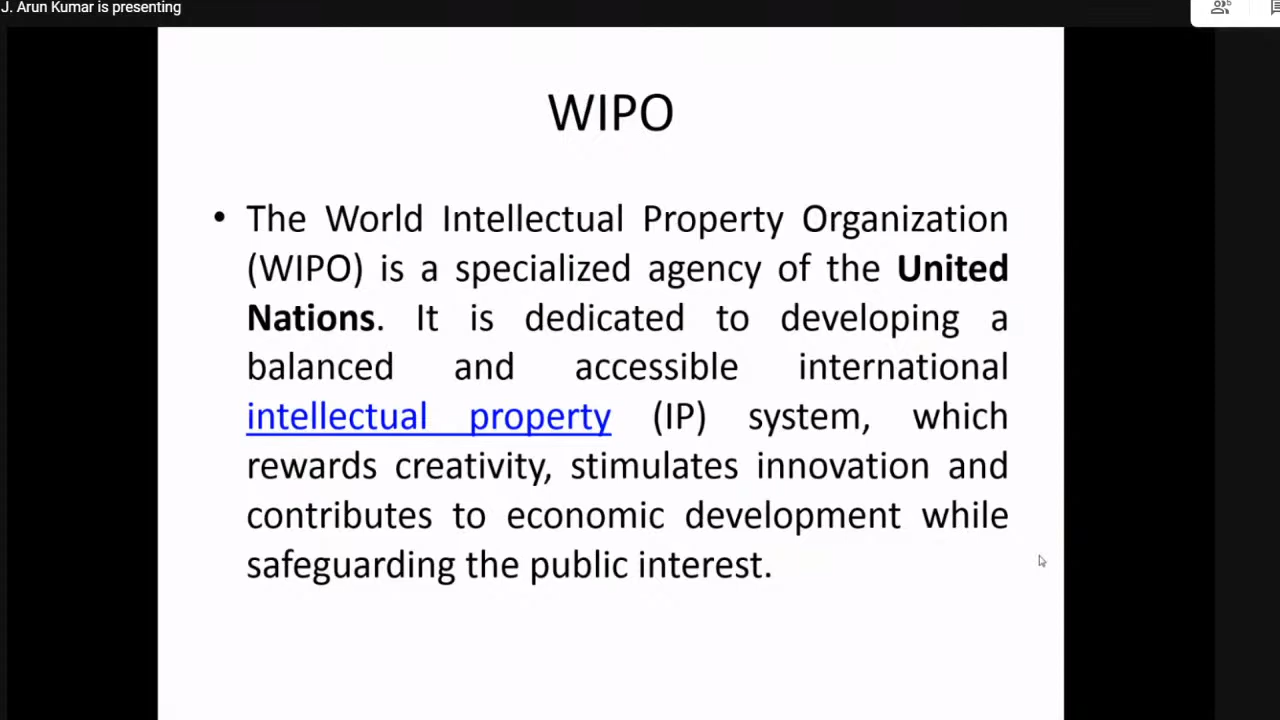 J. Arun Kumar is presenting
WIPO
• The World Intellectual Property Organization
(WIPO) is a specialized agency of the United
Nations. It is dedicated to developing a
balanced and accessible international
intellectual property (IP) system, which
rewards creativity, stimulates innovation and
contributes to economic development while
safeguarding the public interest.